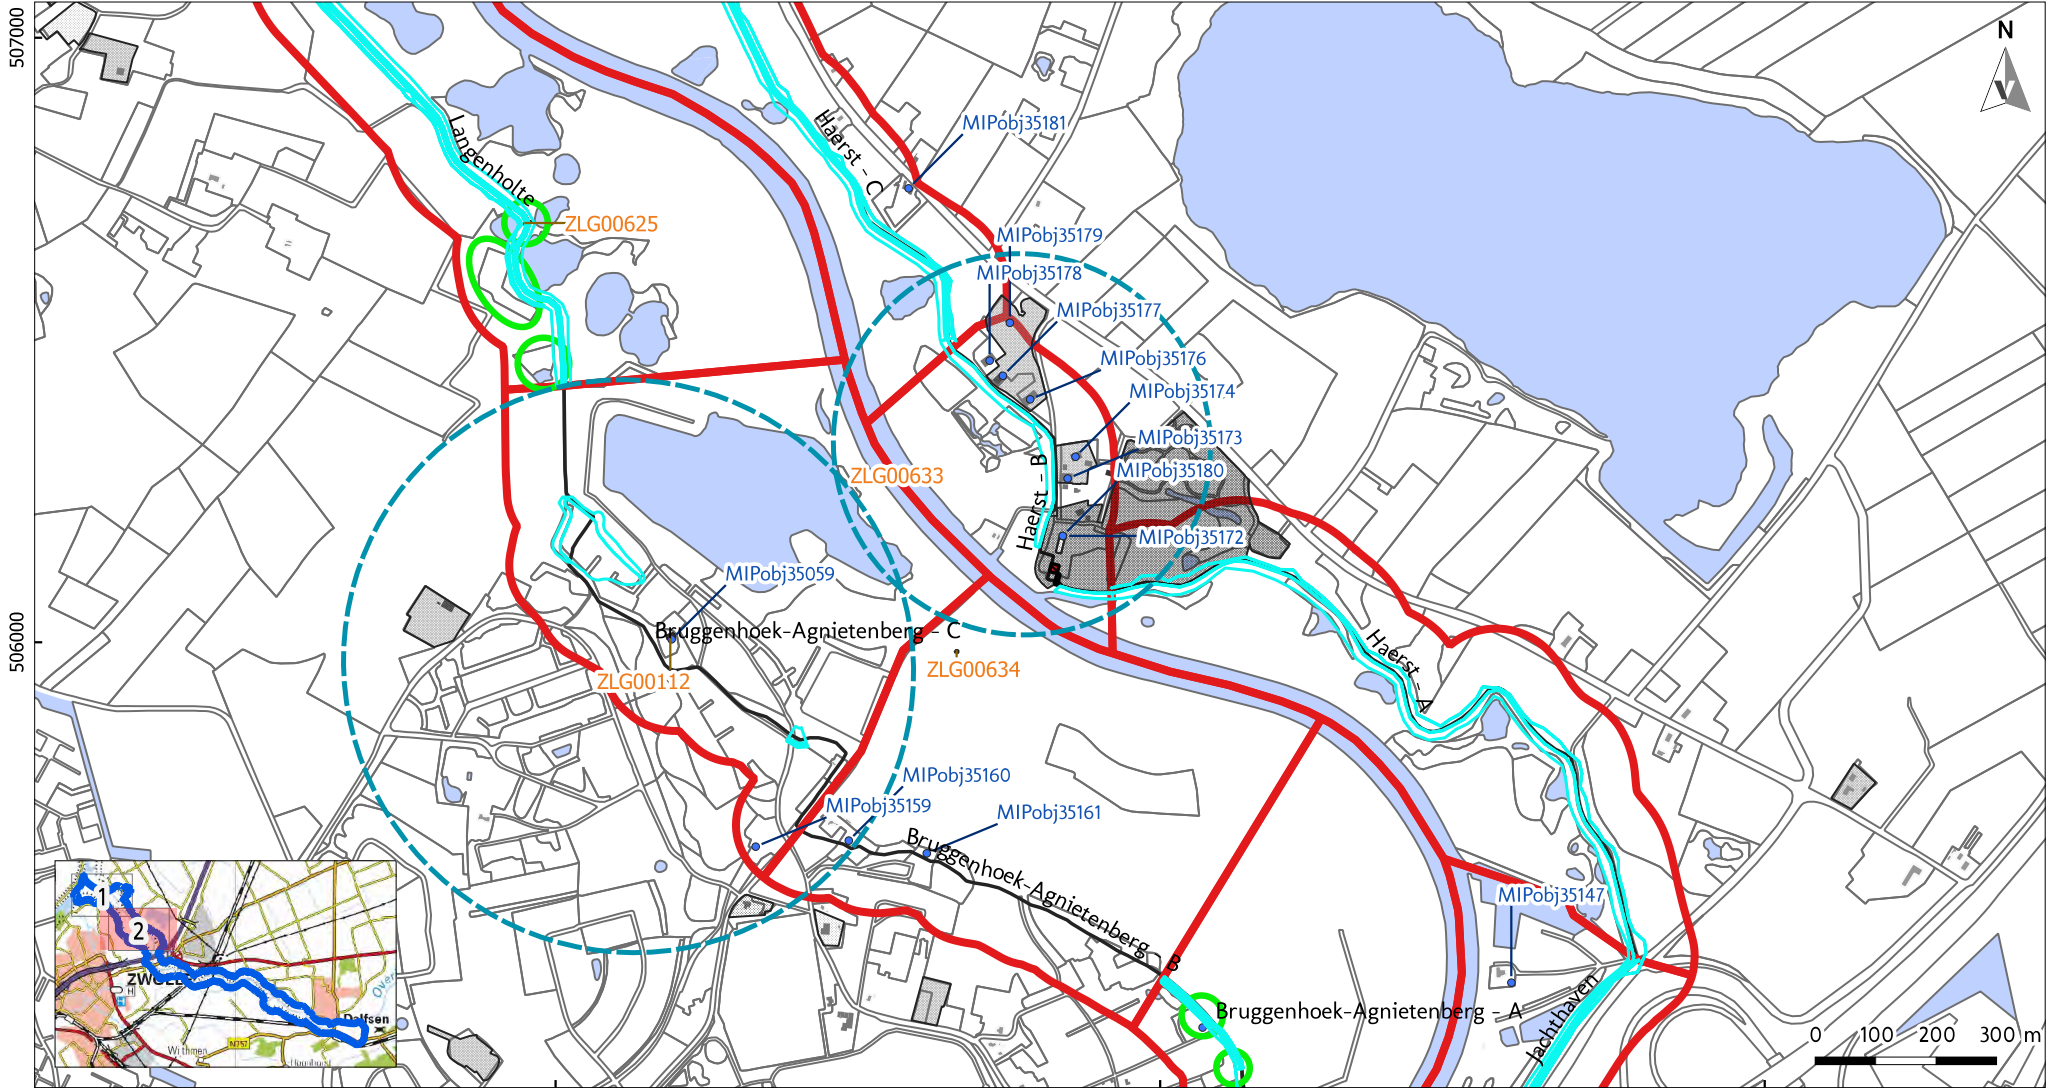 507000
506000
N
Langenholte
Haerst - C
MIPobj35181
ZLG00625
MIPobj35179
MIPobj35178
MIPobj35177
MIPobj35176
MIPobj35174
MIPobj35173
MIPobj35180
ZLG00633
Haerst - B
MIPobj35172
MIPobj35059
Bruggenhoek-Agnietenberg - C
ZLG00634
ZLG00112
Haerst - A
MIPobj35160
MIPobj35159
MIPobj35161
Bruggenhoek-Agnietenberg - B
MIPobj35147
Bruggenhoek-Agnietenberg - A
Jachthaven
0 100 200 300 m
1
2
ZWOLLE
H
Dalfsen
Withmen
N757